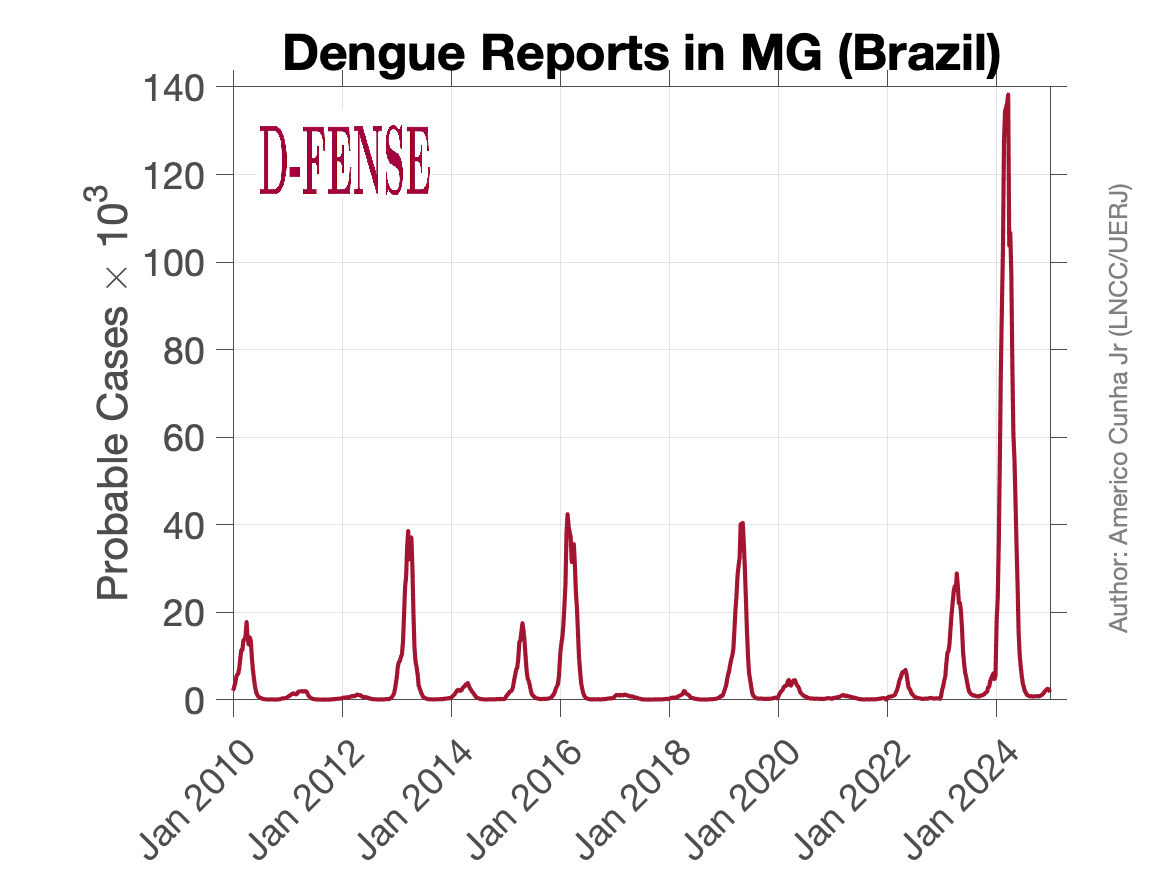 Dengue Reports in MG (Brazil)
D-FENSE
140
120
100
80
60
40
20
0
Probable Cases × 10³
Jan 2010
Jan 2012
Jan 2014
Jan 2016
Jan 2018
Jan 2020
Jan 2022
Jan 2024
Author: Americo Cunha Jr (LNCC/UERJ)